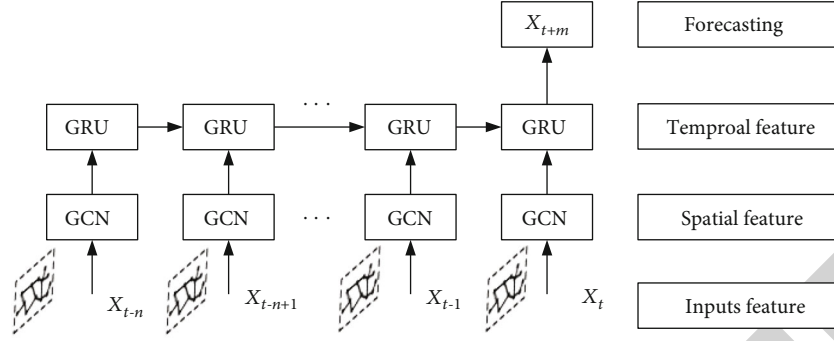 X_{t+m} Forecasting
. . .
GRU GRU GRU GRU Temproal feature
GCN GCN . . . GCN GCN Spatial feature
X_{t-n} X_{t-n+1} X_{t-1} X_t Inputs feature